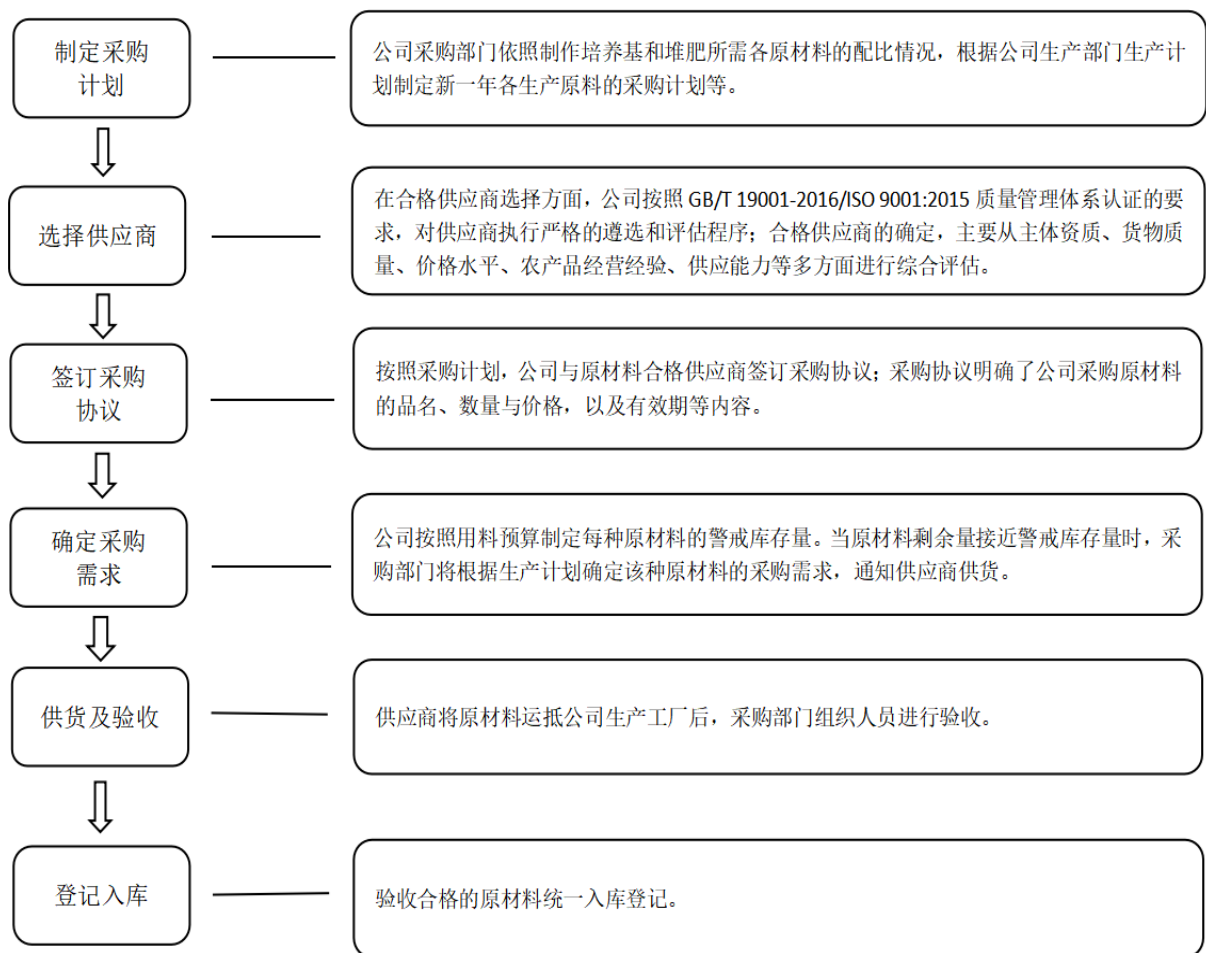 制定采购
计划
公司采购部门依照制作培养基和堆肥所需各原材料的配比情况，根据公司生产部门生产计
划制定新一年各生产原料的采购计划等。
选择供应商
在合格供应商选择方面，公司按照 GB/T 19001-2016/ISO 9001:2015 质量管理体系认证的要
求，对供应商执行严格的遴选和评估程序；合格供应商的确定，主要从主体资质、货物质
量、价格水平、农产品经营经验、供应能力等多方面进行综合评估。
签订采购
协议
按照采购计划，公司与原材料合格供应商签订采购协议；采购协议明确了公司采购原材料
的品名、数量与价格，以及有效期等内容。
确定采购
需求
公司按照用料预算制定每种原材料的警戒库存量。当原材料剩余量接近警戒库存量时，采
购部门将根据生产计划确定该种原材料的采购需求，通知供应商供货。
供货及验收
供应商将原材料运抵公司生产工厂后，采购部门组织人员进行验收。
登记入库
验收合格的原材料统一入库登记。